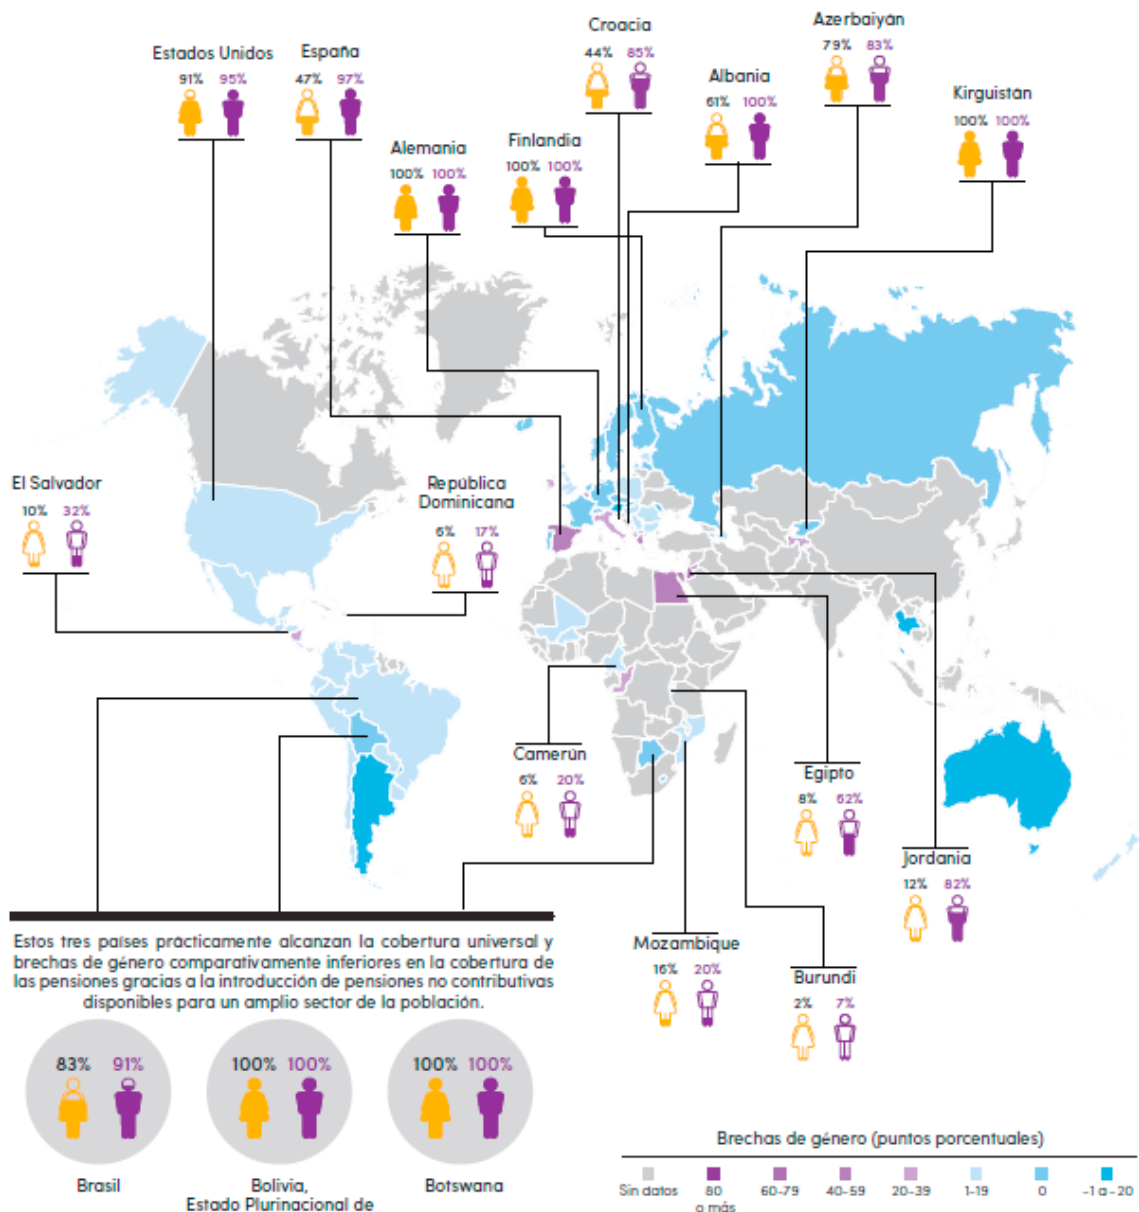 Estados Unidos
91% 95%
España
47% 97%
Croacia
44% 85%
Azerbaiyán
79% 83%
Albania
61% 100%
Kirguistán
100% 100%
Alemania
100% 100%
Finlandia
100% 100%
El Salvador
10% 32%
República
Dominicana
6% 17%
Camerún
6% 20%
Egipto
8% 62%
Jordania
12% 82%
Mozambique
16% 20%
Burundi
2% 7%
Estos tres países prácticamente alcanzan la cobertura universal y
brechas de género comparativamente inferiores en la cobertura de
las pensiones gracias a la introducción de pensiones no contributivas
disponibles para un amplio sector de la población.
83% 91%
Brasil
100% 100%
Bolivia,
Estado Plurinacional de
100% 100%
Botswana
Brechas de género (puntos porcentuales)
Sin datos
80
o más
60-79
40-59
20-39
1-19
0
-1 a -20